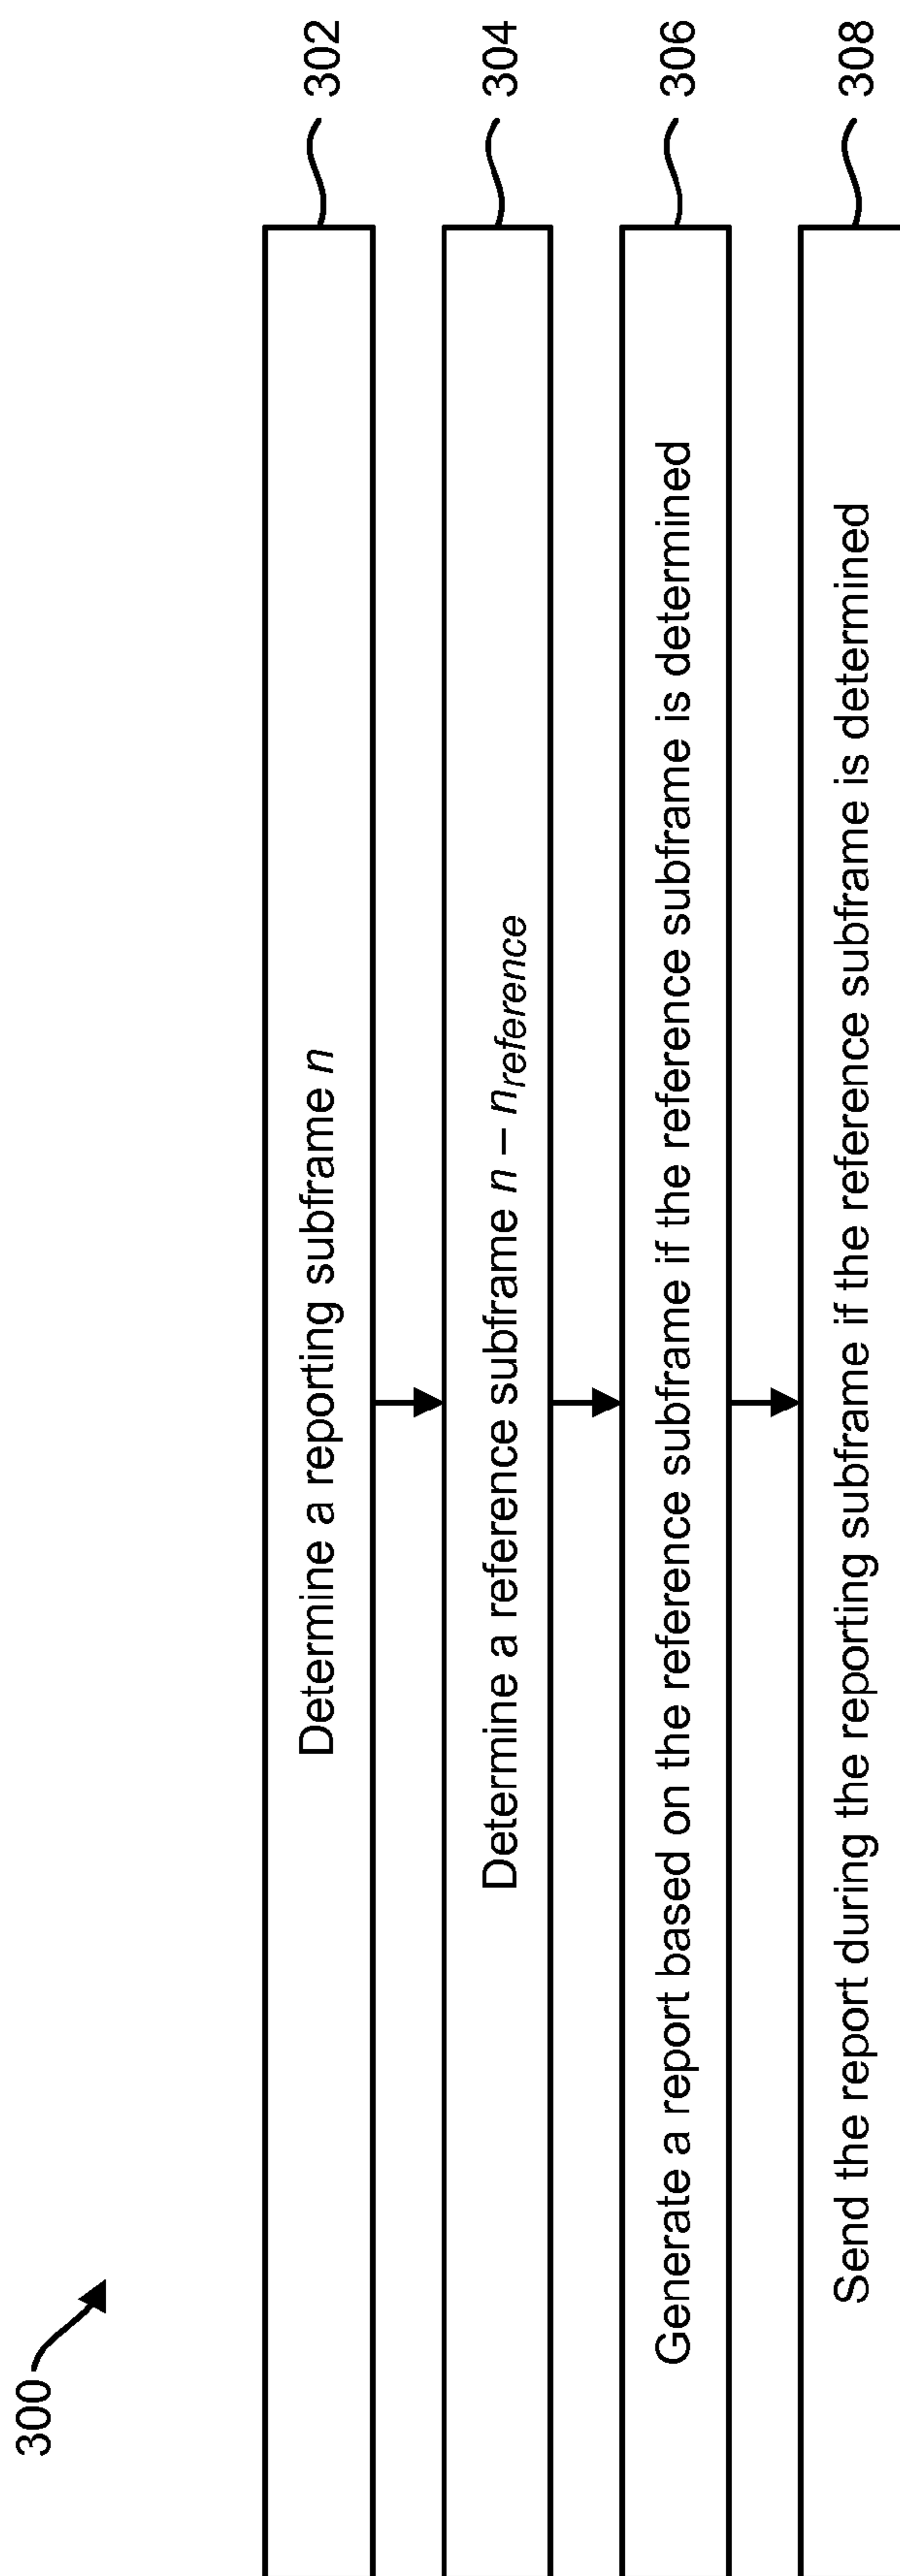 300
Determine a reporting subframe n
302
Determine a reference subframe n – nreference
304
Generate a report based on the reference subframe if the reference subframe is determined
306
Send the report during the reporting subframe if the reference subframe is determined
308